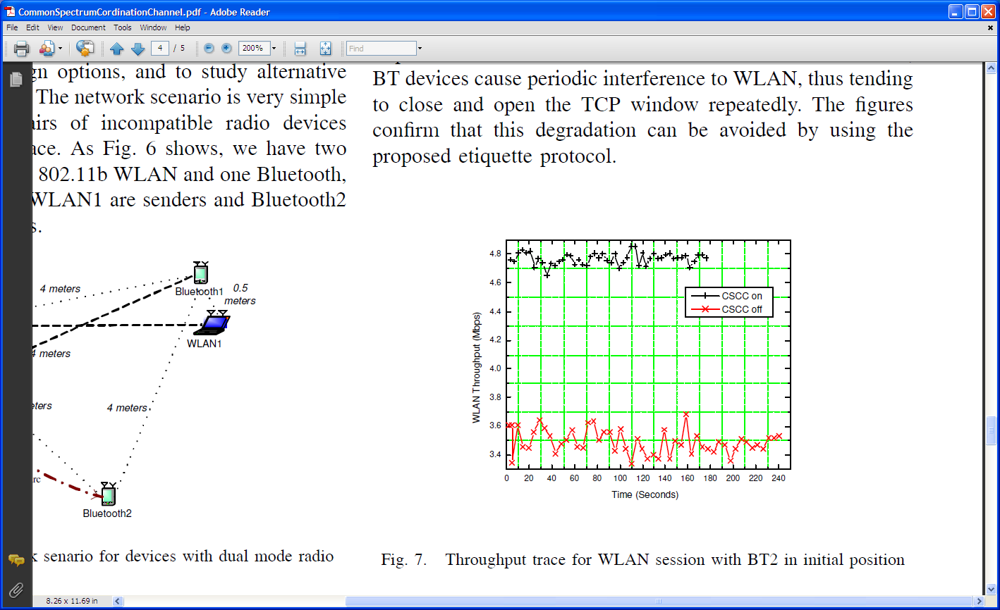 CommonSpectrumCordinationChannel.pdf - Adobe Reader
File Edit View Document Tools Window Help
4 / 5 200% Find
gn options, and to study alternative
The network scenario is very simple
irs of incompatible radio devices
ace. As Fig. 6 shows, we have two
802.11b WLAN and one Bluetooth,
WLAN1 are senders and Bluetooth2
s.
4 meters
Bluetooth1
0.5
meters
WLAN1
4 meters
eters
4 meters
rc
Bluetooth2
k senario for devices with dual mode radio
BT devices cause periodic interference to WLAN, thus tending
to close and open the TCP window repeatedly. The figures
confirm that this degradation can be avoided by using the
proposed etiquette protocol.
4.8
4.6
4.4
4.2
4.0
3.8
3.6
3.4
WLAN Throughput (Mbps)
CSCC on
CSCC off
0 20 40 60 80 100 120 140 160 180 200 220 240
Time (Seconds)
Fig. 7. Throughput trace for WLAN session with BT2 in initial position
8.26 x 11.69 in